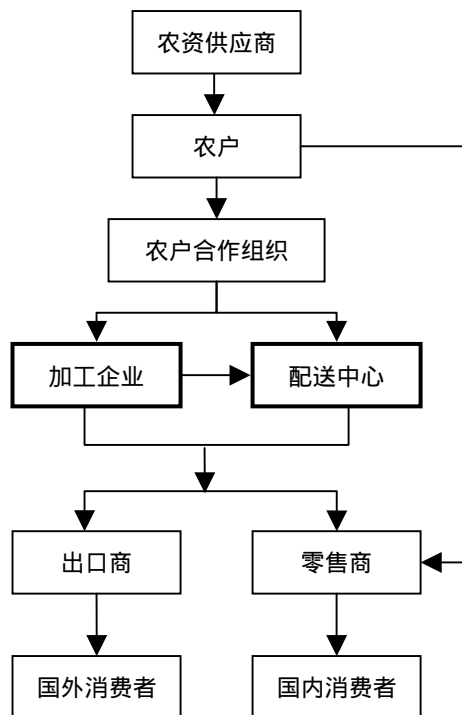 农资供应商
农户
农户合作组织
加工企业
配送中心
出口商
零售商
国外消费者
国内消费者